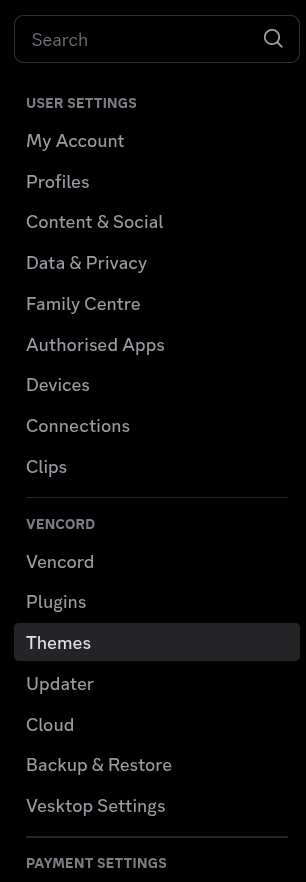 Search
USER SETTINGS
My Account
Profiles
Content & Social
Data & Privacy
Family Centre
Authorised Apps
Devices
Connections
Clips
VENCORD
Vencord
Plugins
Themes
Updater
Cloud
Backup & Restore
Vesktop Settings
PAYMENT SETTINGS